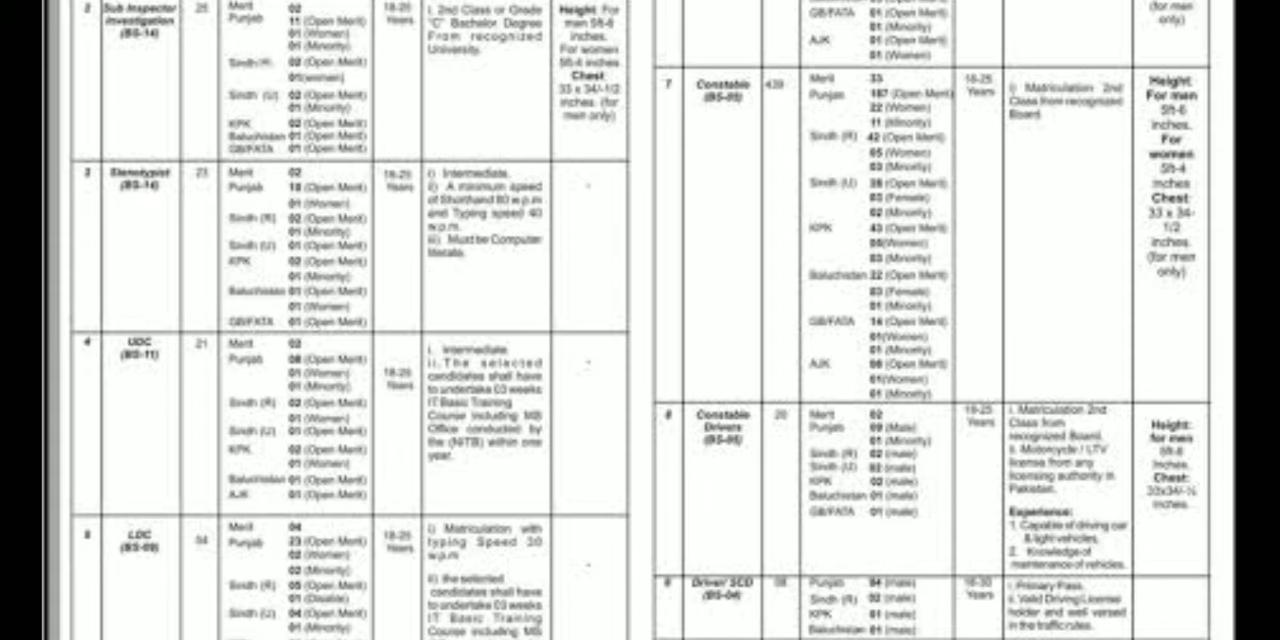 2 Sub Inspector Investigation (BS-14)
Merit 02
Punjab 11 (Open Merit)
01 (Women)
01 (Minority)
Sindh (R) 02 (Open Merit)
01(women)
Sindh (U) 02 (Open Merit)
01 (Minority)
KPK 02 (Open Merit)
Baluchistan 01 (Open Merit)
GB/FATA 01 (Open Merit)
18-25 Years
i. 2nd Class or Grade
"C" Bachelor Degree
From recognized
University.
Height: For
men 5ft-6
inches.
For women
5ft-4 inches
Chest
33 x 34/-1/2
inches. (for
men only)
3 Stenotypist (BS-14) 23
Merit 02
Punjab 10 (Open Merit)
01 (Women)
Sindh (R) 02 (Open Merit)
01 (Minority)
Sindh (U) 01 (Open Merit)
KPK 02 (Open Merit)
01 (Minority)
Baluchistan 01 (Open Merit)
01 (Women)
GB/FATA 01 (Open Merit)
18-25 Years
i) Intermediate.
ii) A minimum speed
of Shorthand 80 w.p.m
and Typing speed 40
w.p.m.
iii) Must be Computer
literate.
4 UDC (BS-11) 21
Merit 02
Punjab 08 (Open Merit)
01 (Women)
01 (Minority)
Sindh (R) 02 (Open Merit)
01 (Women)
Sindh (U) 01 (Open Merit)
KPK 02 (Open Merit)
01 (Women)
Baluchistan 01 (Open Merit)
AJK 01 (Open Merit)
18-25 Years
i. Intermediate
ii. The selected
candidates shall have
to undertake 03 weeks
IT Basic Training
Course including MS
Office conducted by
the (NITB) within one
year.
5 LDC (BS-09) 54
Merit 04
Punjab 23 (Open Merit)
02 (Women)
02 (Minority)
Sindh (R) 05 (Open Merit)
01 (Disable)
Sindh (U) 04 (Open Merit)
01 (Minority)
18-25 Years
i) Matriculation with
typing Speed 30
w.p.m
ii) the selected
candidates shall have
to undertake 03 weeks
IT Basic Training
Course including MS
GB/FATA 01 (Open Merit)
01 (Minority)
AJK 01 (Open Merit)
01 (Women)
(for men
only)
7 Constable (BS-05) 439
Merit 33
Punjab 187 (Open Merit)
22 (Women)
11 (Minority)
Sindh (R) 42 (Open Merit)
05 (Women)
03 (Minority)
Sindh (U) (Open Merit)
03 (Female)
02 (Minority)
KPK 43 (Open Merit)
(Women)
03 (Minority)
Baluchistan 22 (Open Merit)
03 (Female)
01 (Minority)
GB/FATA 14 (Open Merit)
01(Women)
01 (Minority)
AJK 06 (Open Merit)
01(Women)
01 (Minority)
18-25 Years
i) Matriculation 2nd
Class from recognized
Board.
Height:
For men
5ft-6
inches.
For
women
5ft-4
inches
Chest:
33 x 34-
1/2
inches.
(for men
only)
8 Constable Drivers (BS-05) 20
Merit 02
Punjab 09 (Male)
01 (Minority)
Sindh (R) 02 (male)
Sindh (U) 02 (male)
KPK 02 (male)
Baluchistan 01 (male)
GB/FATA 01 (male)
18-25 Years
i. Matriculation 2nd
Class from
recognized Board.
ii. Motorcycle / LTV
license from any
licensing authority in
Pakistan.
Experience:
1. Capable of driving car
& light vehicles.
2. Knowledge of
maintenance of vehicles.
Height:
for men
5ft-6
Inches.
Chest:
33x34/-½
inches.
Driver SCD (BS-04) 08
Punjab 04 (male)
Sindh (R) 02 (male)
KPK 01 (male)
Baluchistan 01 (male)
18-30 Years
i. Primary Pass.
ii. Valid Driving License
holder and well versed
in the traffic rules.